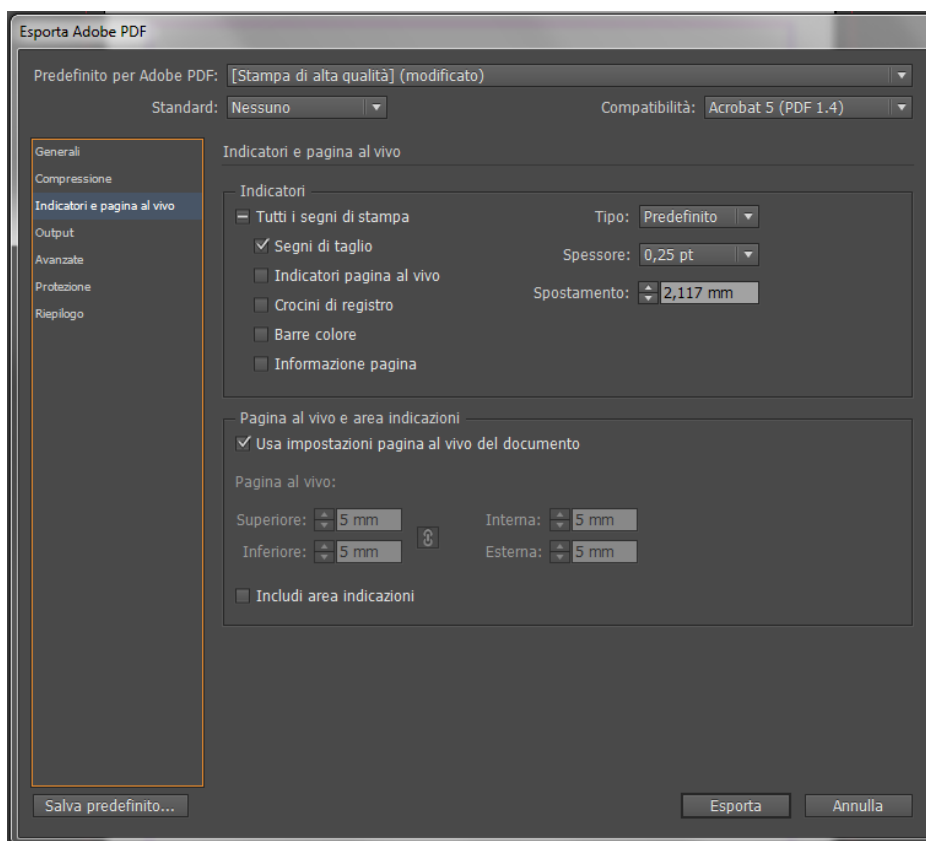 Esporta Adobe PDF
Predefinito per Adobe PDF: [Stampa di alta qualità] (modificato)
Standard: Nessuno Compatibilità: Acrobat 5 (PDF 1.4)
Generali
Compressione
Indicatori e pagina al vivo
Output
Avanzate
Protezione
Riepilogo
Indicatori e pagina al vivo
Indicatori
Tutti i segni di stampa Tipo: Predefinito
Segni di taglio Spessore: 0,25 pt
Indicatori pagina al vivo Spostamento: 2,117 mm
Crocini di registro
Barre colore
Informazione pagina
Pagina al vivo e area indicazioni
Usa impostazioni pagina al vivo del documento
Pagina al vivo:
Superiore: 5 mm Interna: 5 mm
Inferiore: 5 mm Esterna: 5 mm
Includi area indicazioni
Salva predefinito... Esporta Annulla